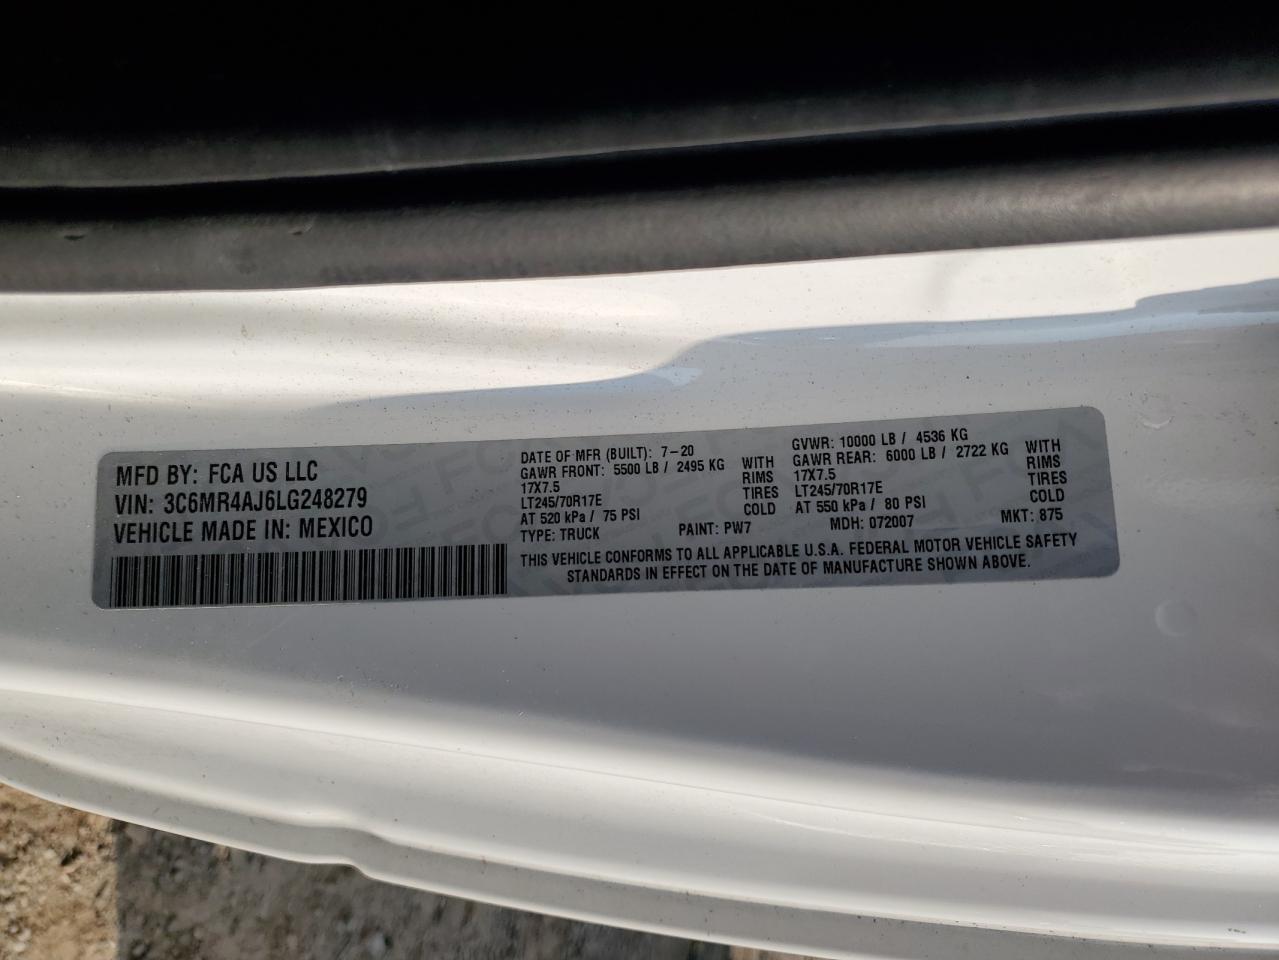 MFD BY: FCA US LLC
VIN: 3C6MR4AJ6LG248279
VEHICLE MADE IN: MEXICO
DATE OF MFR (BUILT): 7-20
GAWR FRONT: 5500 LB / 2495 KG WITH
17X7.5 RIMS
LT245/70R17E TIRES
AT 520 kPa / 75 PSI COLD
GVWR: 10000 LB / 4536 KG
GAWR REAR: 6000 LB / 2722 KG WITH
17X7.5 RIMS
LT245/70R17E TIRES
AT 550 kPa / 80 PSI COLD
TYPE: TRUCK PAINT: PW7 MDH: 072007 MKT: 875
THIS VEHICLE CONFORMS TO ALL APPLICABLE U.S.A. FEDERAL MOTOR VEHICLE SAFETY
STANDARDS IN EFFECT ON THE DATE OF MANUFACTURE SHOWN ABOVE.